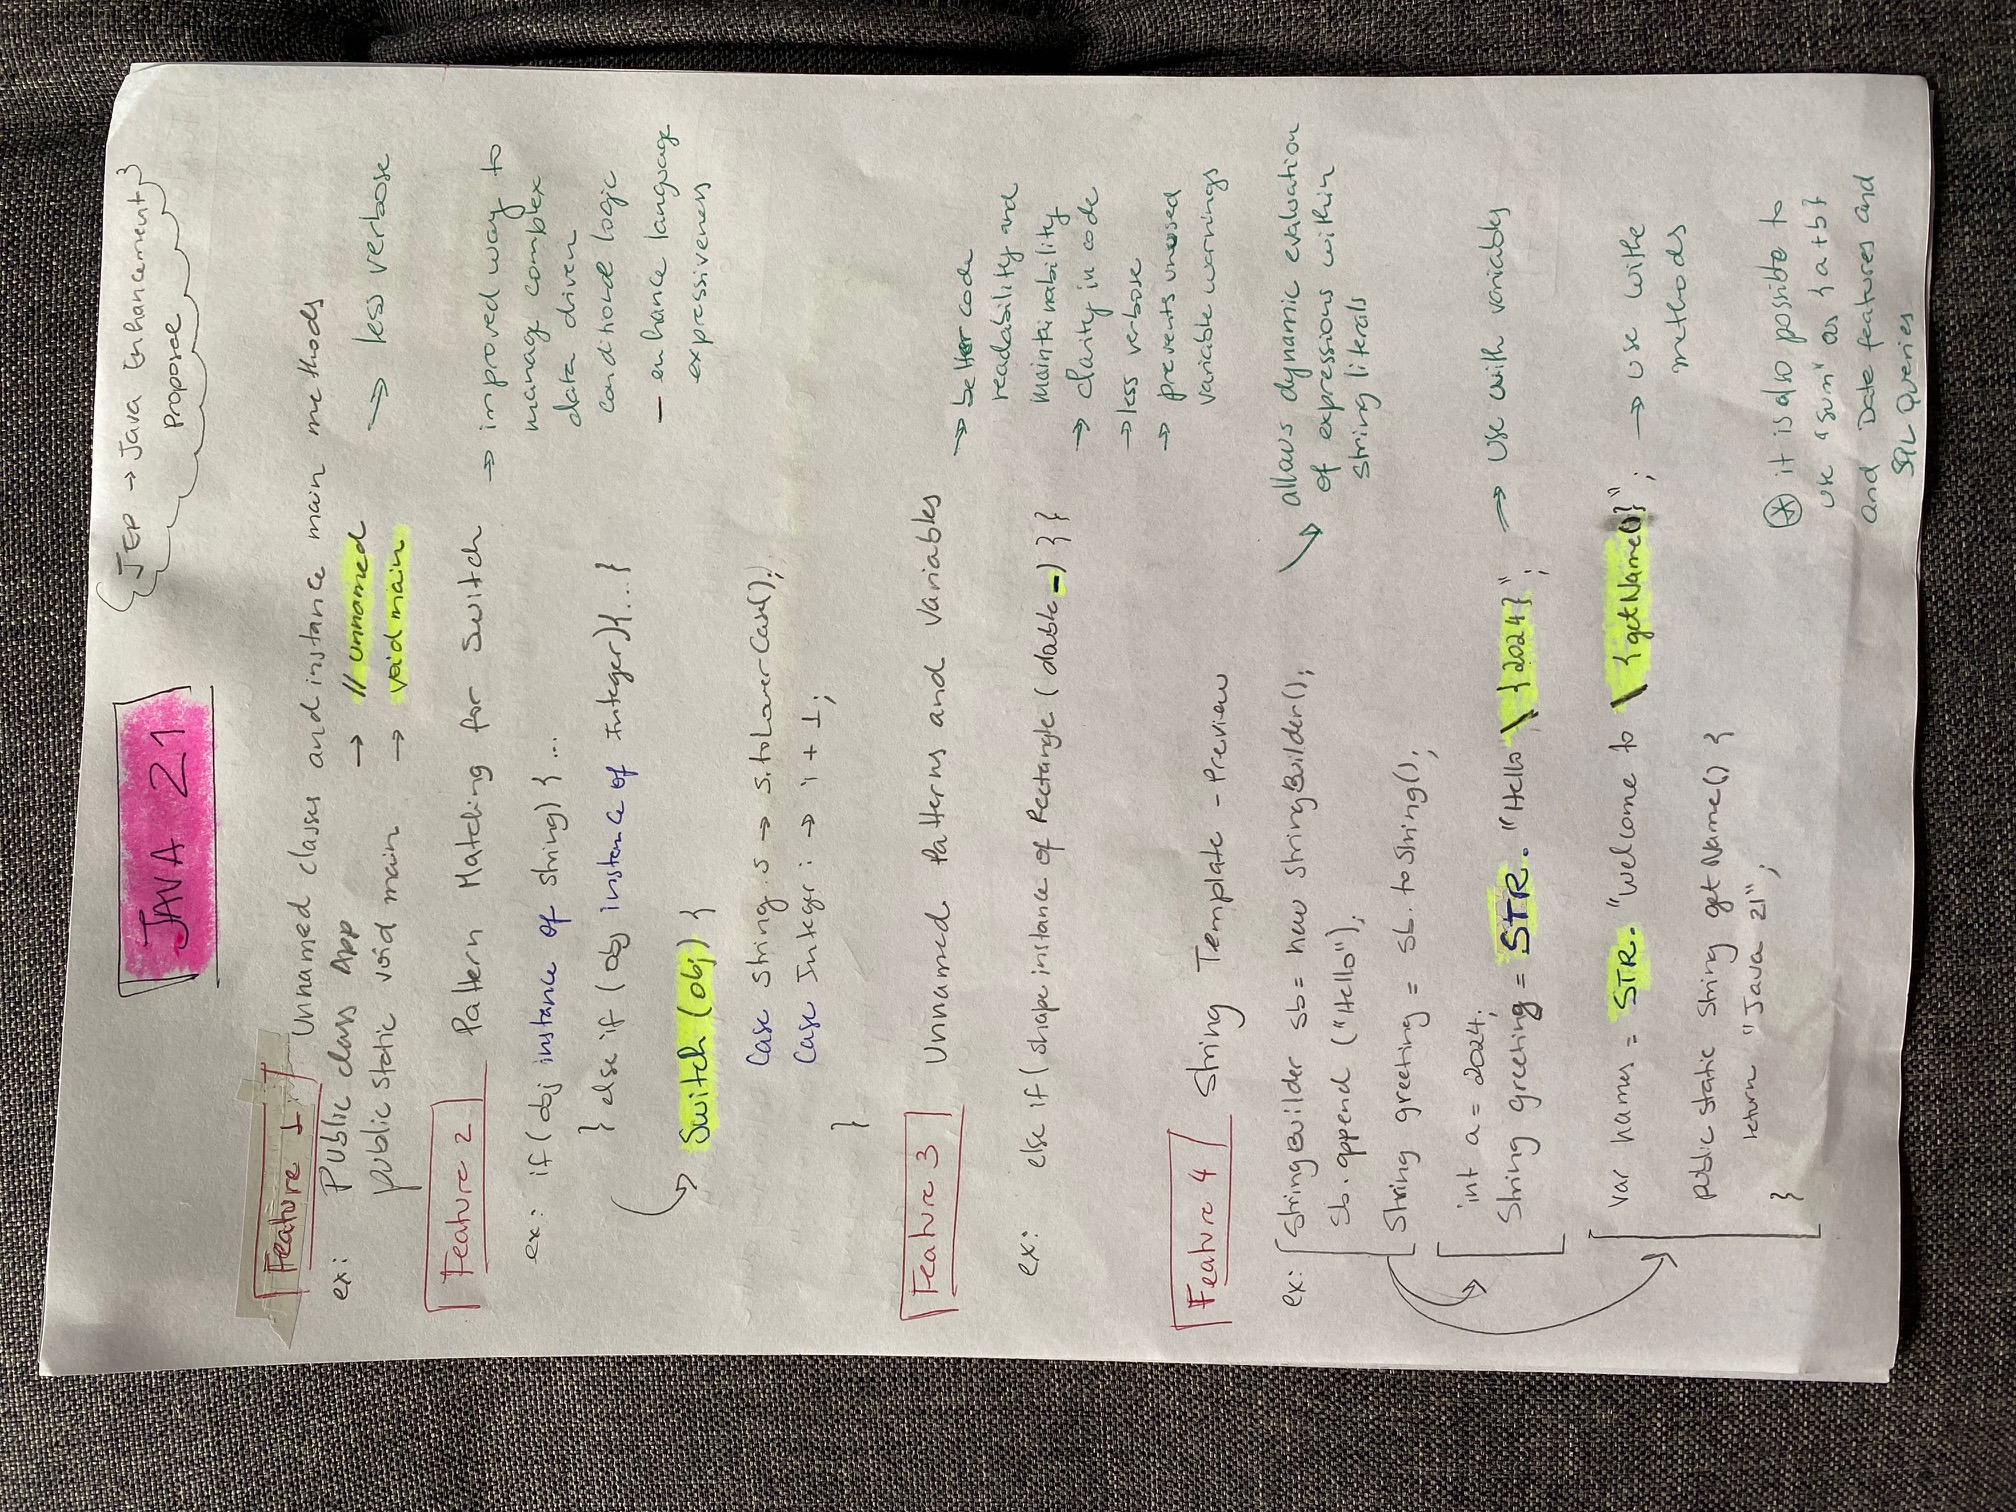 JAVA 21
JEP → Java Enhancement
Proposal
Feature 1
Unnamed classes and instance main methods
ex: Public class App → // unnamed
public static void main → void main
→ less verbose
Feature 2
Pattern Matching for Switch
→ improved way to
manage complex
data driven
conditional logic
— enhance language
expressiveness
ex: if (obj instance of String) { ...
} else if (obj instance of Integer) {...}
Switch (obj) {
Case String s → s.toLowerCase();
Case Integer i → i + 1;
}
Feature 3
Unnamed Patterns and Variables
→ better code
readability and
maintainability
→ clarity in code
→ less verbose
→ prevents unused
variable warnings
ex: else if ( shape instance of Rectangle ( double _) } }
Feature 4
String Template - Preview
→ allows dynamic evaluation
of expressions within
string literals
ex: StringBuilder sb = new StringBuilder();
sb.append ("Hello");
String greeting = sb.toString();
int a = 2024;
String greeting = STR. "Hello \ {2024}";
→ use with variables
var names = STR. "Welcome to \ {getName()}";
→ use withe
methods
public static String getName() {
return "Java 21";
}
* it is also possible to
use "sum" as {a+b}
and Date features and
SQL Queries